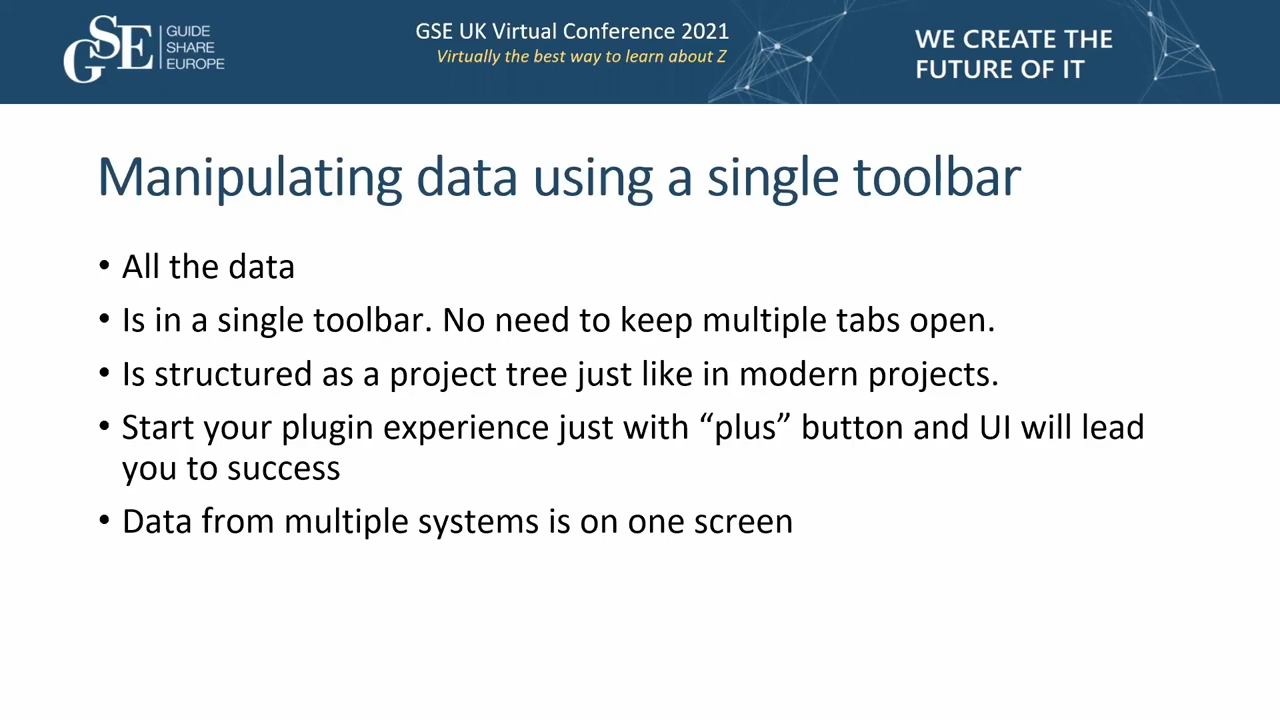 GSE
GUIDE
SHARE
EUROPE
GSE UK Virtual Conference 2021
Virtually the best way to learn about Z
WE CREATE THE
FUTURE OF IT
Manipulating data using a single toolbar
• All the data
• Is in a single toolbar. No need to keep multiple tabs open.
• Is structured as a project tree just like in modern projects.
• Start your plugin experience just with “plus” button and UI will lead
you to success
• Data from multiple systems is on one screen